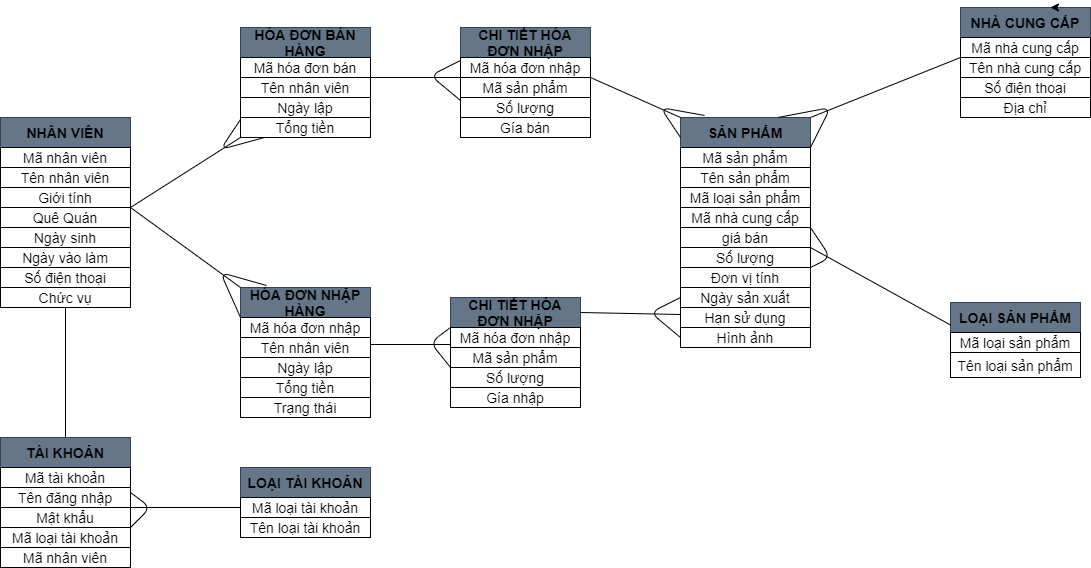 HÓA ĐƠN BÁN
HÀNG
Mã hóa đơn bán
Tên nhân viên
Ngày lập
Tổng tiền
CHI TIẾT HÓA
ĐƠN NHẬP
Mã hóa đơn nhập
Mã sản phẩm
Số lượng
Gía bán
NHÀ CUNG CẤP
Mã nhà cung cấp
Tên nhà cung cấp
Số điện thoại
Địa chỉ
NHÂN VIÊN
Mã nhân viên
Tên nhân viên
Giới tính
Quê Quán
Ngày sinh
Ngày vào làm
Số điện thoại
Chức vụ
SẢN PHẨM
Mã sản phẩm
Tên sản phẩm
Mã loại sản phẩm
Mã nhà cung cấp
giá bán
Số lượng
Đơn vị tính
Ngày sản xuất
Hạn sử dụng
Hình ảnh
HÓA ĐƠN NHẬP
HÀNG
Mã hóa đơn nhập
Tên nhân viên
Ngày lập
Tổng tiền
Trạng thái
CHI TIẾT HÓA
ĐƠN NHẬP
Mã hóa đơn nhập
Mã sản phẩm
Số lượng
Gía nhập
LOẠI SẢN PHẨM
Mã loại sản phẩm
Tên loại sản phẩm
TÀI KHOẢN
Mã tài khoản
Tên đăng nhập
Mật khẩu
Mã loại tài khoản
Mã nhân viên
LOẠI TÀI KHOẢN
Mã loại tài khoản
Tên loại tài khoản